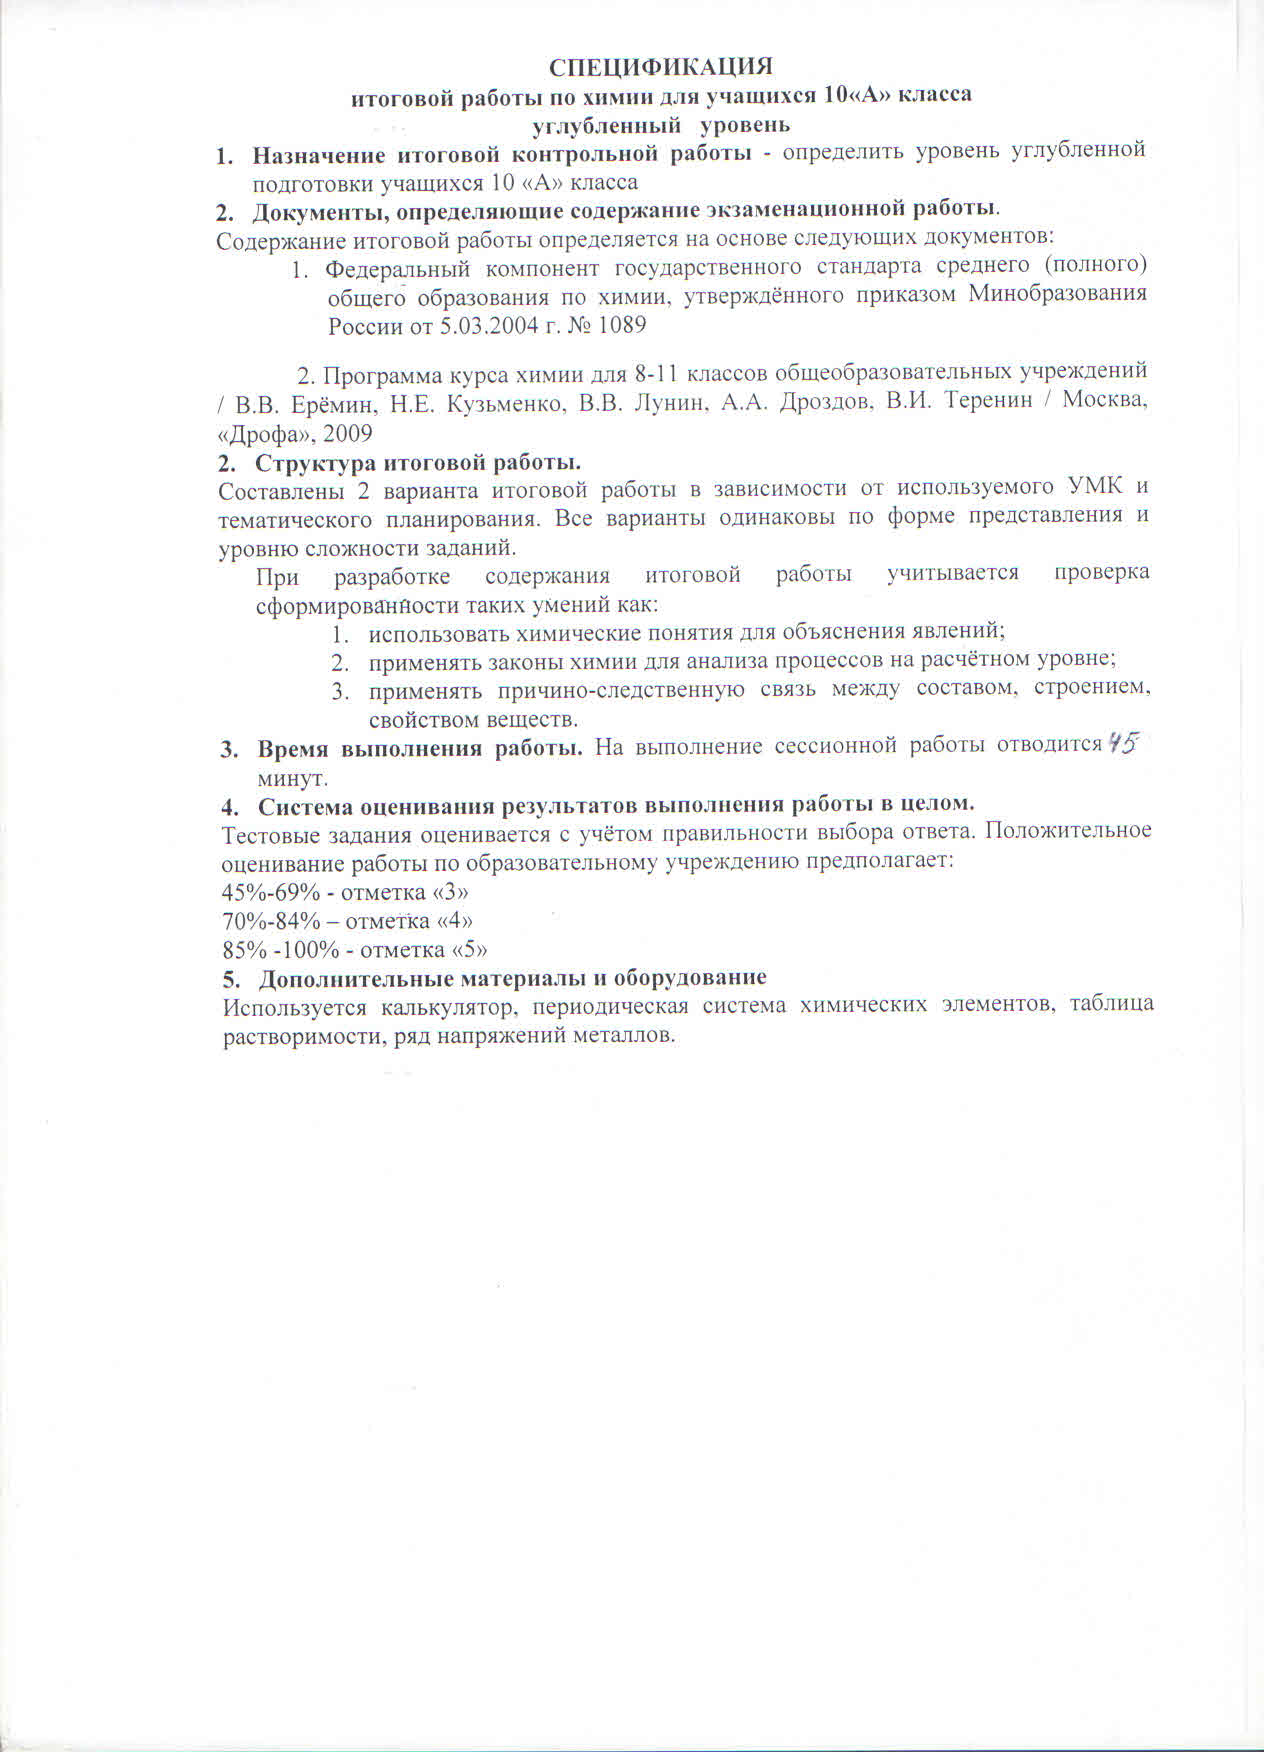 СПЕЦИФИКАЦИЯ
итоговой работы по химии для учащихся 10«А» класса
углубленный уровень
1. Назначение итоговой контрольной работы - определить уровень углубленной
подготовки учащихся 10 «А» класса
2. Документы, определяющие содержание экзаменационной работы.
Содержание итоговой работы определяется на основе следующих документов:
1. Федеральный компонент государственного стандарта среднего (полного)
общего образования по химии, утверждённого приказом Минобразования
России от 5.03.2004 г. № 1089
2. Программа курса химии для 8-11 классов общеобразовательных учреждений
/ В.В. Ерёмин, Н.Е. Кузьменко, В.В. Лунин, А.А. Дроздов, В.И. Теренин / Москва,
«Дрофа», 2009
2. Структура итоговой работы.
Составлены 2 варианта итоговой работы в зависимости от используемого УМК и
тематического планирования. Все варианты одинаковы по форме представления и
уровню сложности заданий.
При разработке содержания итоговой работы учитывается проверка
сформированности таких умений как:
1. использовать химические понятия для объяснения явлений;
2. применять законы химии для анализа процессов на расчётном уровне;
3. применять причино-следственную связь между составом, строением,
свойством веществ.
3. Время выполнения работы. На выполнение сессионной работы отводится 45
минут.
4. Система оценивания результатов выполнения работы в целом.
Тестовые задания оценивается с учётом правильности выбора ответа. Положительное
оценивание работы по образовательному учреждению предполагает:
45%-69% - отметка «3»
70%-84% – отметка «4»
85% -100% - отметка «5»
5. Дополнительные материалы и оборудование
Используется калькулятор, периодическая система химических элементов, таблица
растворимости, ряд напряжений металлов.